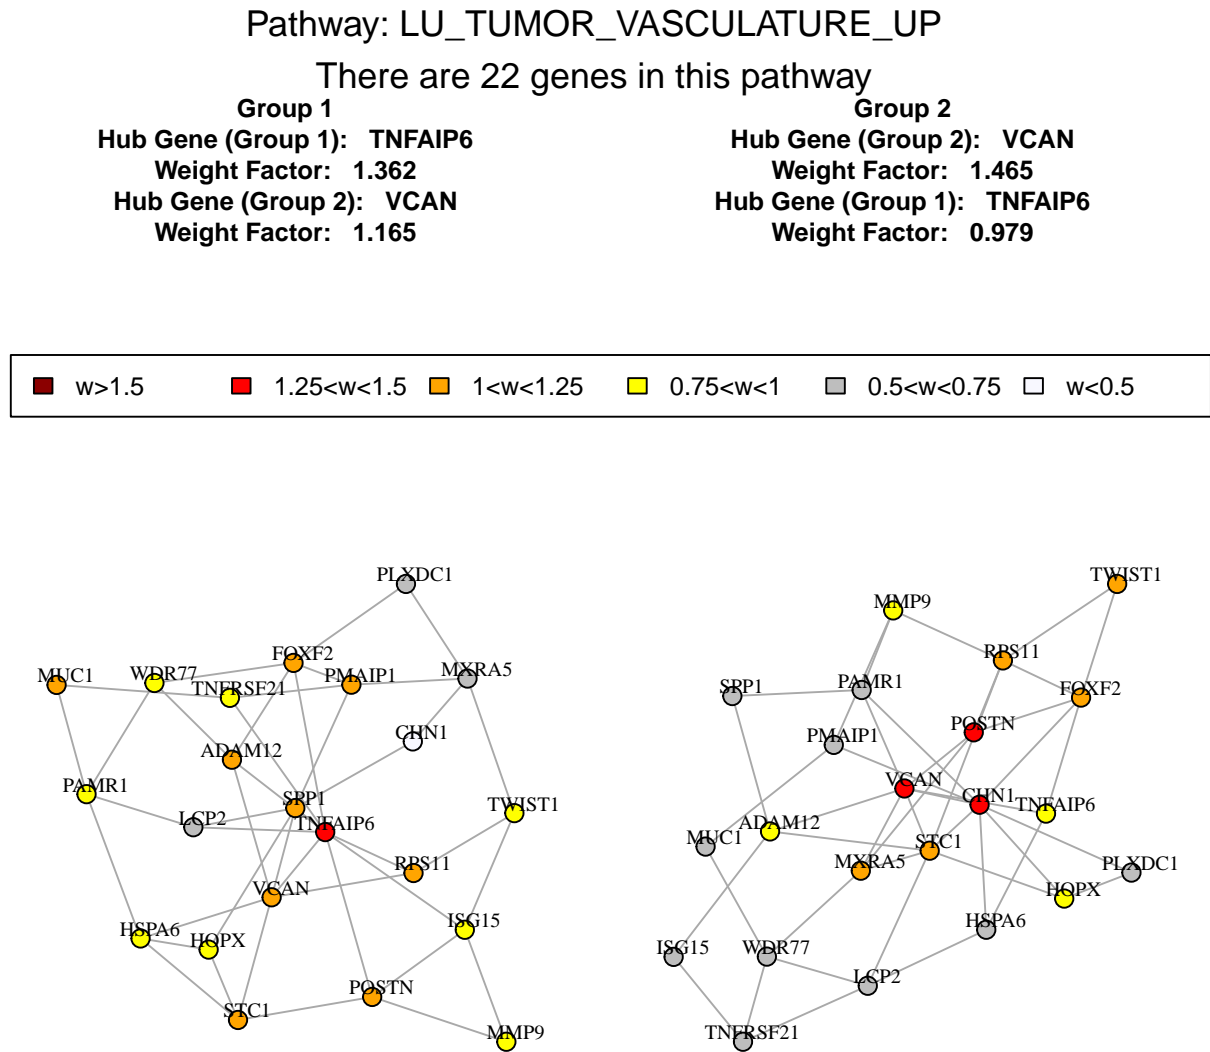 Pathway: LU_TUMOR_VASCULATURE_UP
There are 22 genes in this pathway
Group 1
Hub Gene (Group 1): TNFAIP6
Weight Factor: 1.362
Hub Gene (Group 2): VCAN
Weight Factor: 1.165
Group 2
Hub Gene (Group 2): VCAN
Weight Factor: 1.465
Hub Gene (Group 1): TNFAIP6
Weight Factor: 0.979
w>1.5 1.25<w<1.5 1<w<1.25 0.75<w<1 0.5<w<0.75 w<0.5
PLXDC1
FOXF2
MUC1
WDR77
TNFRSF21
PMAIP1
MXRA5
CHN1
ADAM12
PAMR1
SPP1
TWIST1
LCP2
TNFAIP6
RPS11
VCAN
ISG15
HSPA6
HOPX
POSTN
STC1
MMP9
TWIST1
MMP9
RPS11
SPP1
PAMR1
FOXF2
POSTN
PMAIP1
VCAN
CHN1
TNFAIP6
ADAM12
MUC1
STC1
MXRA5
PLXDC1
HOPX
HSPA6
ISG15
WDR77
LCP2
TNFRSF21